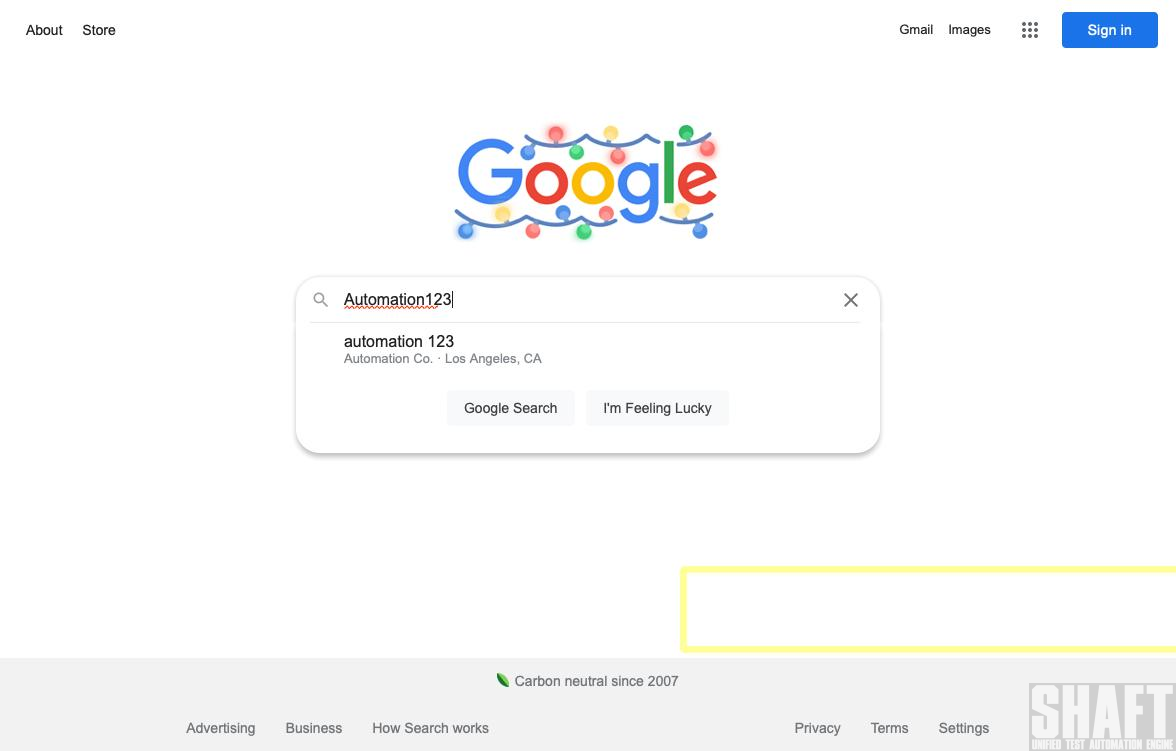 About Store
Gmail Images
Sign in
Google
Automation123
automation 123
Automation Co. · Los Angeles, CA
Google Search
I'm Feeling Lucky
Carbon neutral since 2007
Advertising Business How Search works
Privacy Terms Settings
SHAFT
UNIFIED TEST AUTOMATION ENGINE